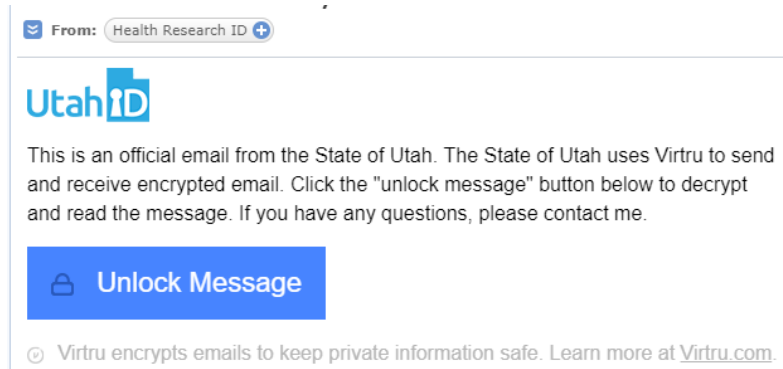 From: Health Research ID
Utah ID
This is an official email from the State of Utah. The State of Utah uses Virtru to send
and receive encrypted email. Click the "unlock message" button below to decrypt
and read the message. If you have any questions, please contact me.
Unlock Message
Virtru encrypts emails to keep private information safe. Learn more at Virtru.com.